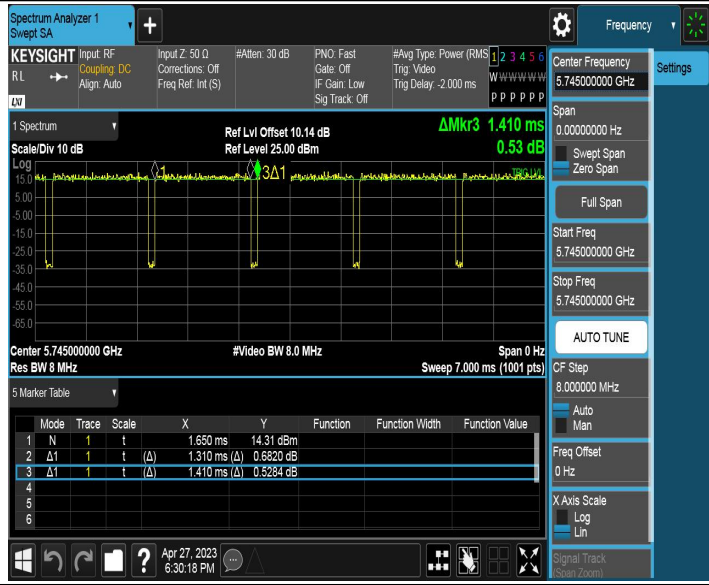 Spectrum Analyzer 1
Swept SA
+
Frequency
KEYSIGHT
RL
LXI
Input: RF
Coupling: DC
Align: Auto
Input Z: 50 Ω
Corrections: Off
Freq Ref: Int (S)
#Atten: 30 dB
PNO: Fast
Gate: Off
IF Gain: Low
Sig Track: Off
#Avg Type: Power (RMS
Trig: Video
Trig Delay: -2.000 ms
1 2 3 4 5 6
W W W W W W
P P P P P P
Center Frequency
5.745000000 GHz
Settings
Span
0.00000000 Hz
Swept Span
Zero Span
Full Span
Start Freq
5.745000000 GHz
Stop Freq
5.745000000 GHz
AUTO TUNE
CF Step
8.000000 MHz
Auto
Man
Freq Offset
0 Hz
X Axis Scale
Log
Lin
Signal Track
(Span Zoom)
1 Spectrum
Scale/Div 10 dB
Ref Lvl Offset 10.14 dB
Ref Level 25.00 dBm
ΔMkr3 1.410 ms
0.53 dB
Log
15.0
5.00
-5.00
-15.0
-25.0
-35.0
-45.0
-55.0
-65.0
1
3Δ1
TRIG LVL
Center 5.745000000 GHz
#Video BW 8.0 MHz
Span 0 Hz
Res BW 8 MHz
Sweep 7.000 ms (1001 pts)
5 Marker Table
Mode Trace Scale X Y Function Function Width Function Value
1 N 1 t 1.650 ms 14.31 dBm
2 Δ1 1 t (Δ) 1.310 ms (Δ) 0.6820 dB
3 Δ1 1 t (Δ) 1.410 ms (Δ) 0.5284 dB
4
5
6
?
Apr 27, 2023
6:30:18 PM